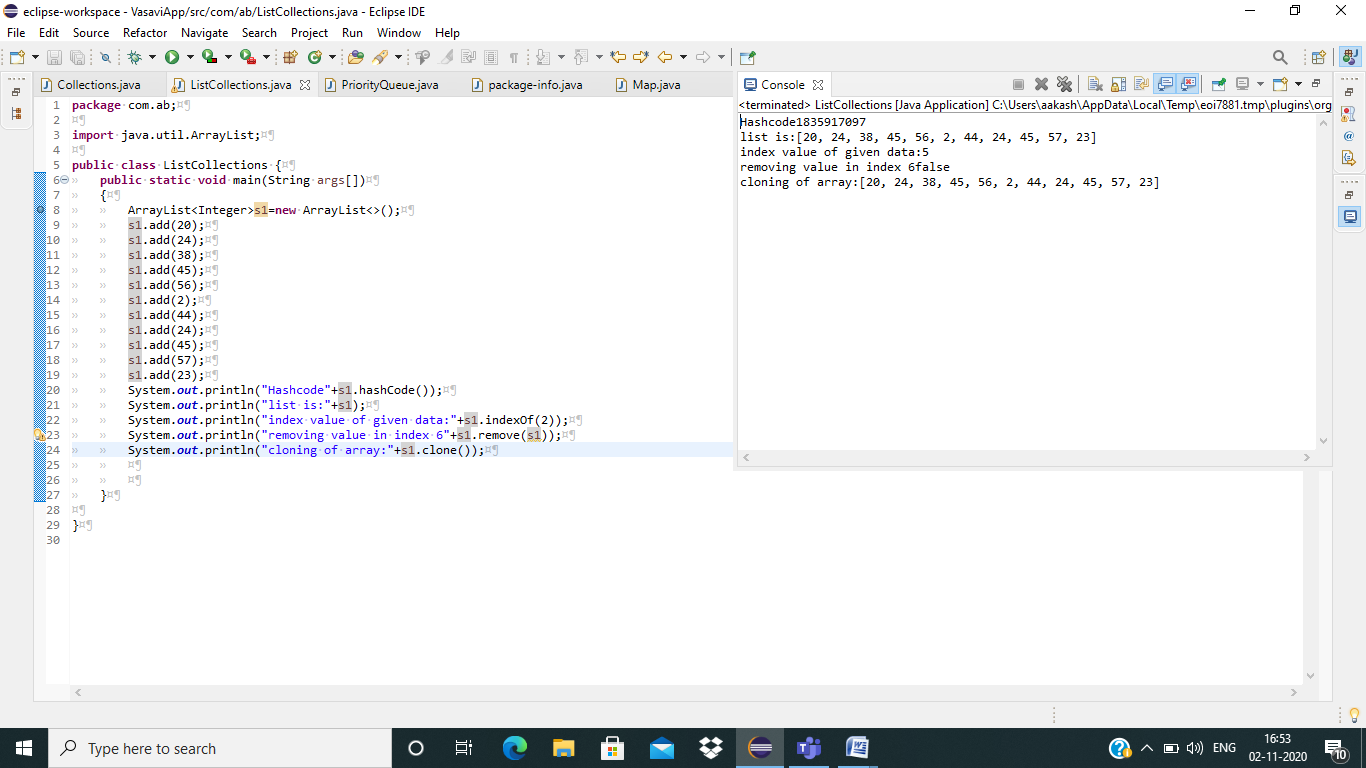 eclipse-workspace - VasaviApp/src/com/ab/ListCollections.java - Eclipse IDE
File Edit Source Refactor Navigate Search Project Run Window Help
Collections.java ListCollections.java PriorityQueue.java package-info.java Map.java
Console
<terminated> ListCollections [Java Application] C:\Users\aakash\AppData\Local\Temp\eoi7881.tmp\plugins\org
1 package com.ab;
2
3 import java.util.ArrayList;
4
5 public class ListCollections {
6 public static void main(String args[])
7 {
8 ArrayList<Integer>s1=new ArrayList<>();
9 s1.add(20);
10 s1.add(24);
11 s1.add(38);
12 s1.add(45);
13 s1.add(56);
14 s1.add(2);
15 s1.add(44);
16 s1.add(24);
17 s1.add(45);
18 s1.add(57);
19 s1.add(23);
20 System.out.println("Hashcode"+s1.hashCode());
21 System.out.println("list is:"+s1);
22 System.out.println("index value of given data:"+s1.indexOf(2));
23 System.out.println("removing value in index 6"+s1.remove(s1));
24 System.out.println("cloning of array:"+s1.clone());
25
26
27 }
28
29 }
30
Hashcode1835917097
list is:[20, 24, 38, 45, 56, 2, 44, 24, 45, 57, 23]
index value of given data:5
removing value in index 6false
cloning of array:[20, 24, 38, 45, 56, 2, 44, 24, 45, 57, 23]
Type here to search
ENG
16:53
02-11-2020
10